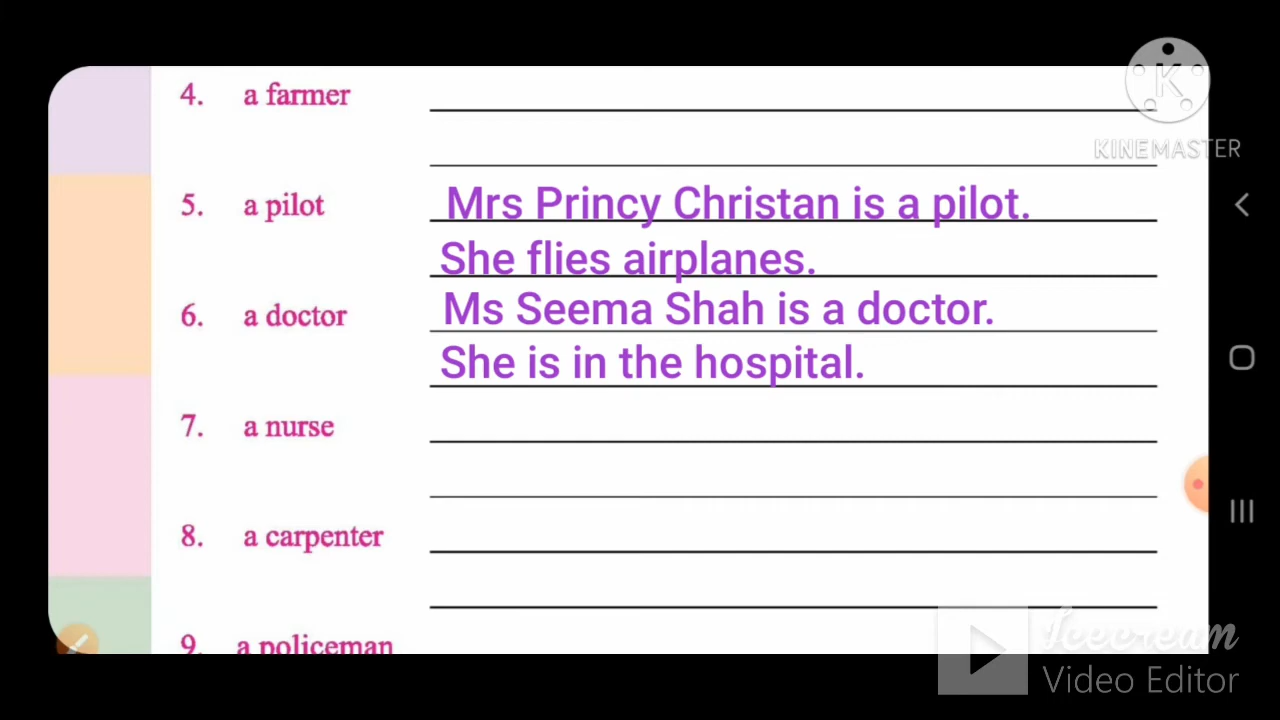 4. a farmer
KINEMASTER
5. a pilot Mrs Princy Christan is a pilot.
She flies airplanes.
6. a doctor Ms Seema Shah is a doctor.
She is in the hospital.
7. a nurse
8. a carpenter
9. a policeman
Icecream
Video Editor